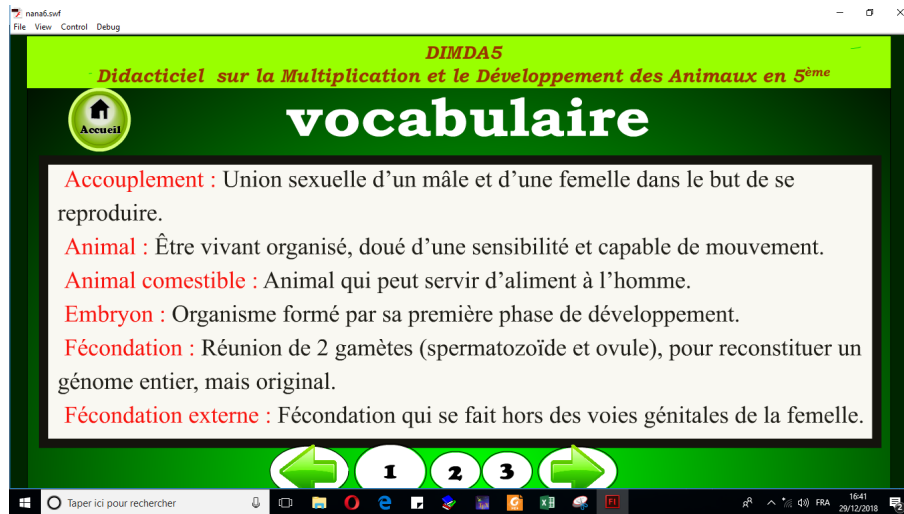 nana6.swf
File View Control Debug
DIMDA5
Didacticiel sur la Multiplication et le Développement des Animaux en 5ème
Accueil
vocabulaire
Accouplement : Union sexuelle d’un mâle et d’une femelle dans le but de se
reproduire.
Animal : Être vivant organisé, doué d’une sensibilité et capable de mouvement.
Animal comestible : Animal qui peut servir d’aliment à l’homme.
Embryon : Organisme formé par sa première phase de développement.
Fécondation : Réunion de 2 gamètes (spermatozoïde et ovule), pour reconstituer un
génome entier, mais original.
Fécondation externe : Fécondation qui se fait hors des voies génitales de la femelle.
1 2 3
Taper ici pour rechercher
FRA
16:41
29/12/2018